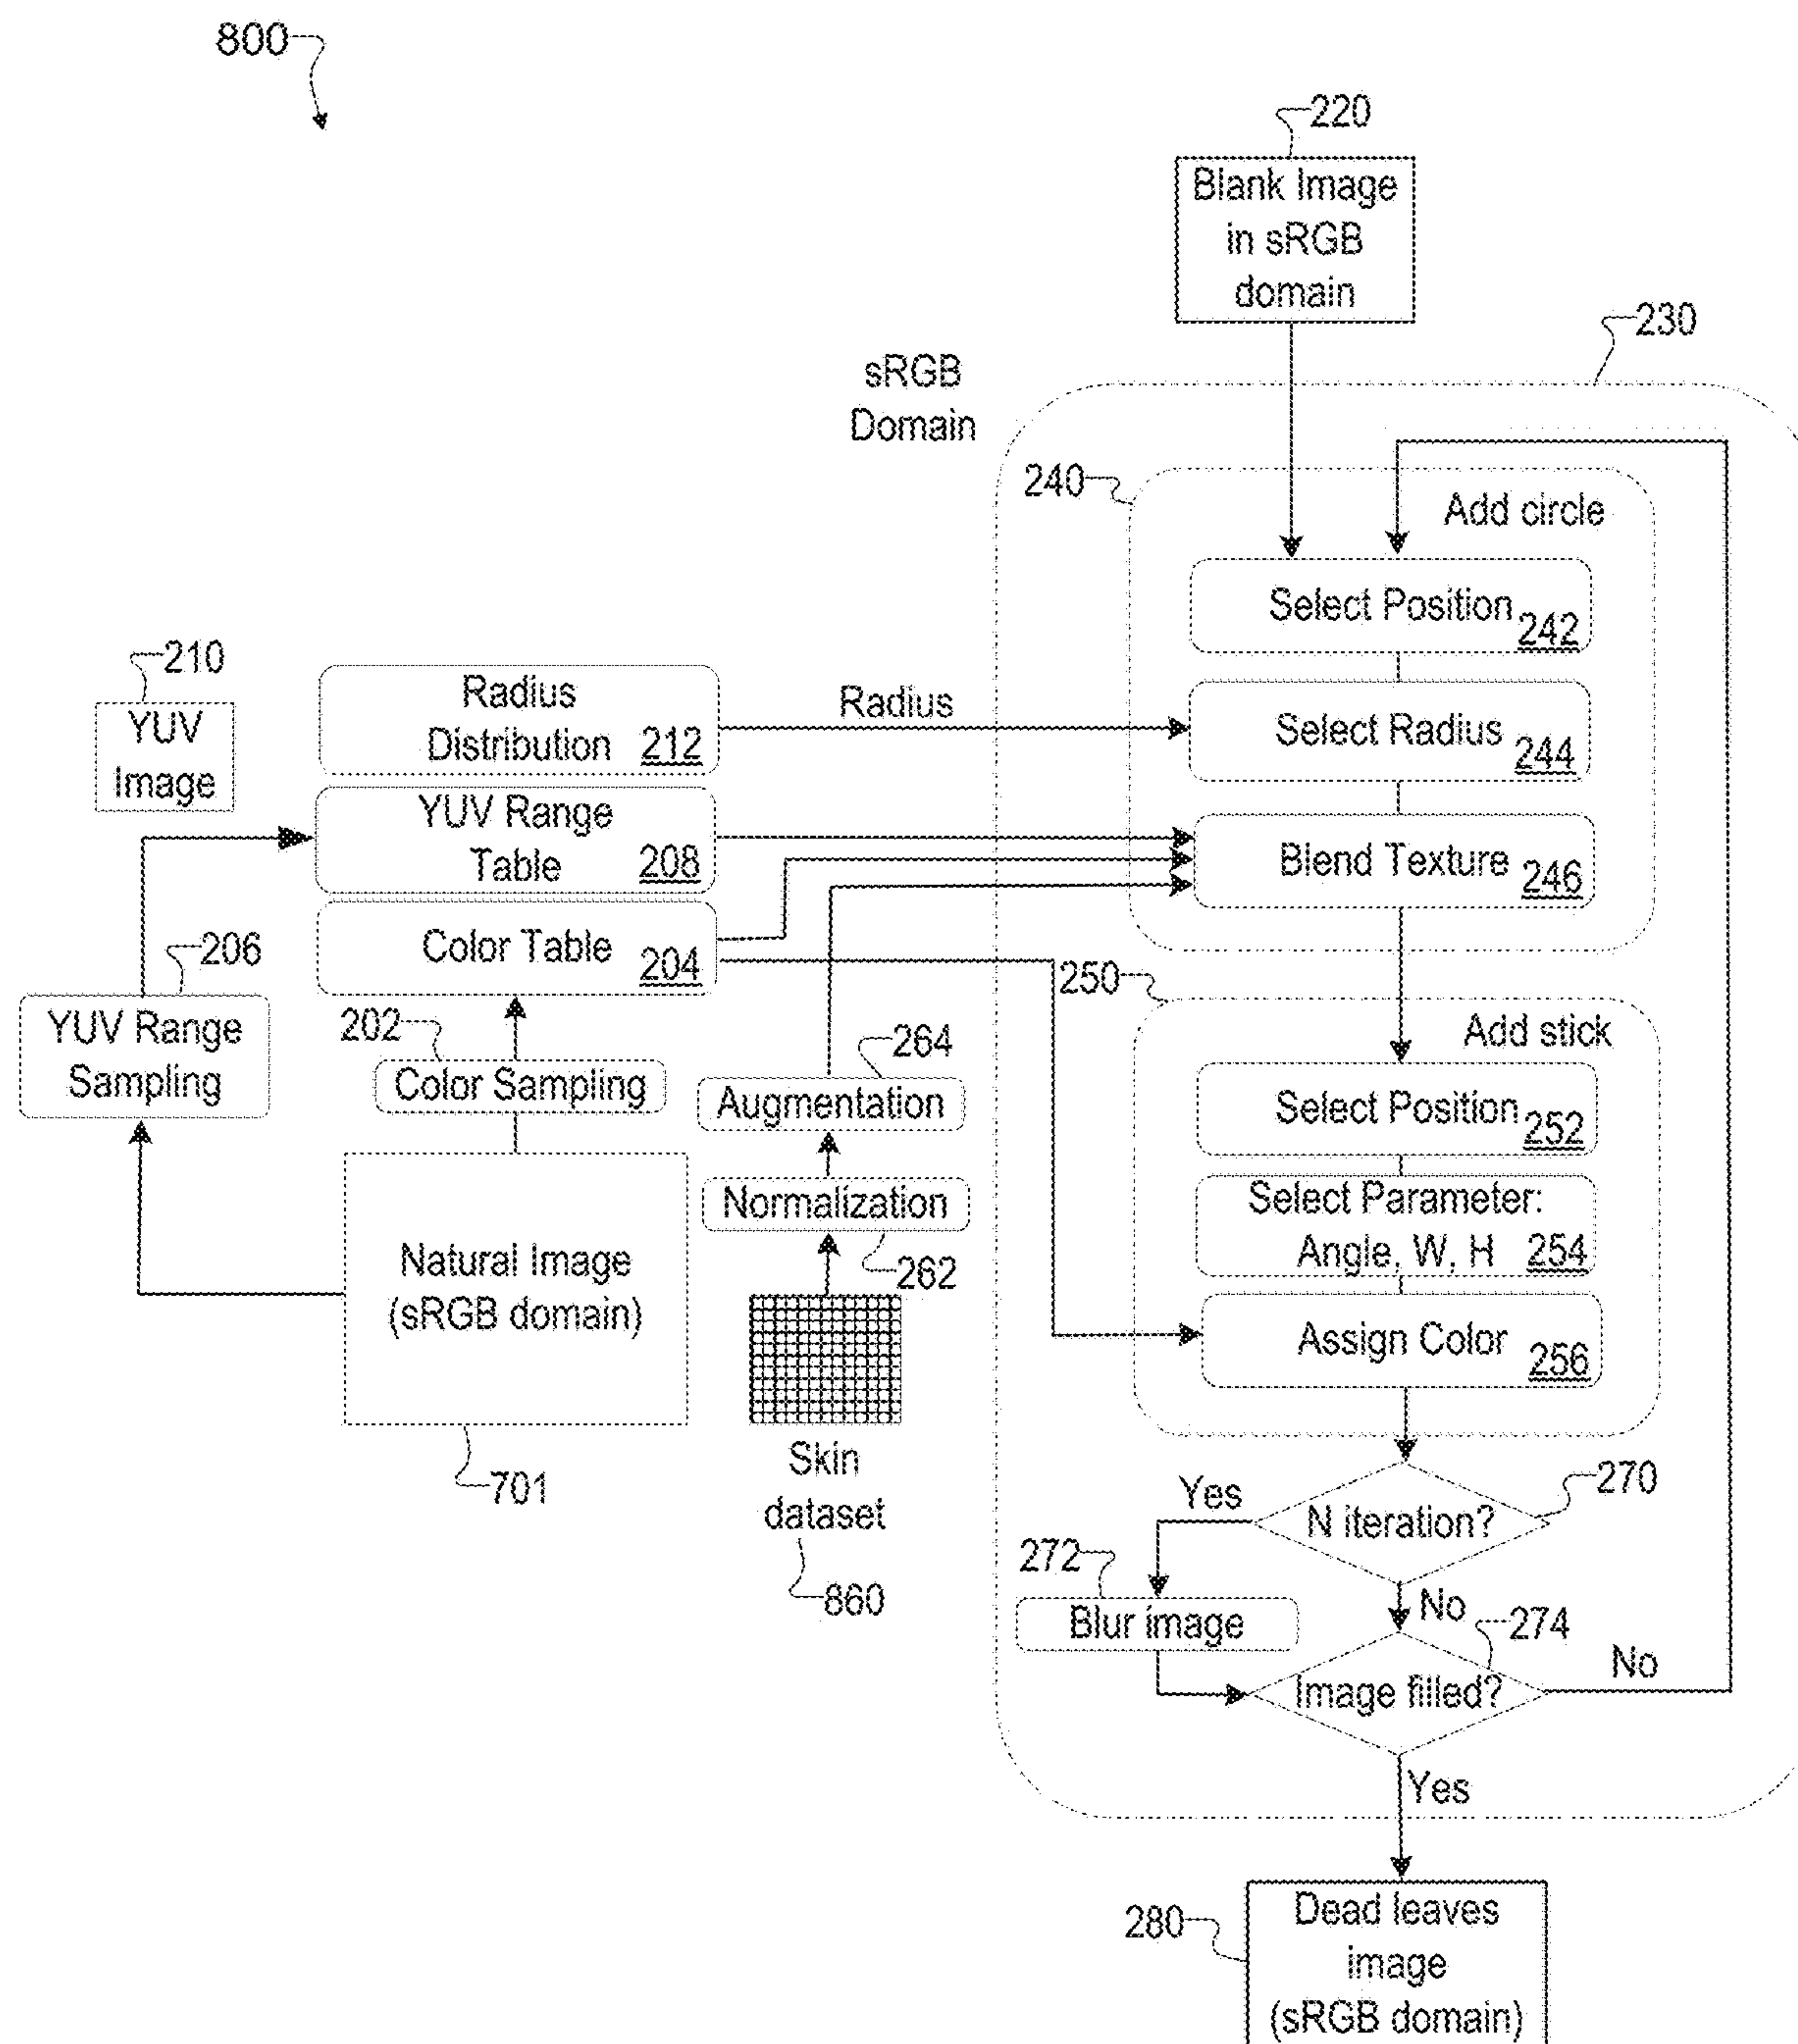 800
220
Blank Image
in sRGB
domain
230
sRGB
Domain
240
Add circle
Select Position 242
210
YUV
Image
Radius
Distribution 212
Radius
Select Radius 244
YUV Range
Table 208
Blend Texture 246
Color Table 204
206
YUV Range
Sampling
202
Color Sampling
264
Augmentation
250
Add stick
Select Position 252
Normalization
262
Select Parameter:
Angle, W, H 254
Natural Image
(sRGB domain)
701
Assign Color 256
Skin
dataset
860
270
N iteration?
Yes
No
272
Blur image
274
Image filled?
No
Yes
280
Dead leaves
image
(sRGB domain)